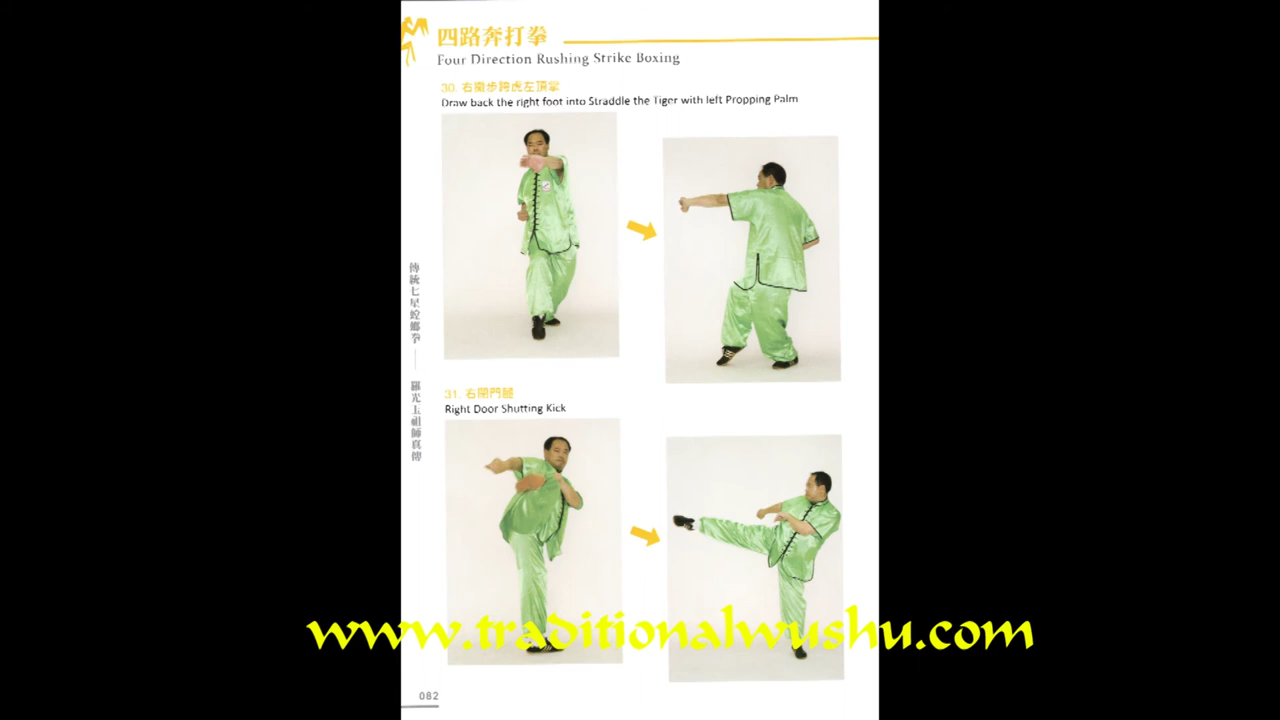 四路奔打拳
Four Direction Rushing Strike Boxing
30. 右撤步跨虎左頂掌
Draw back the right foot into Straddle the Tiger with left Propping Palm
31. 右閉門腿
Right Door Shutting Kick
傳統七星螳螂拳 —— 羅光玉祖師真傳
www.traditionalwushu.com
082